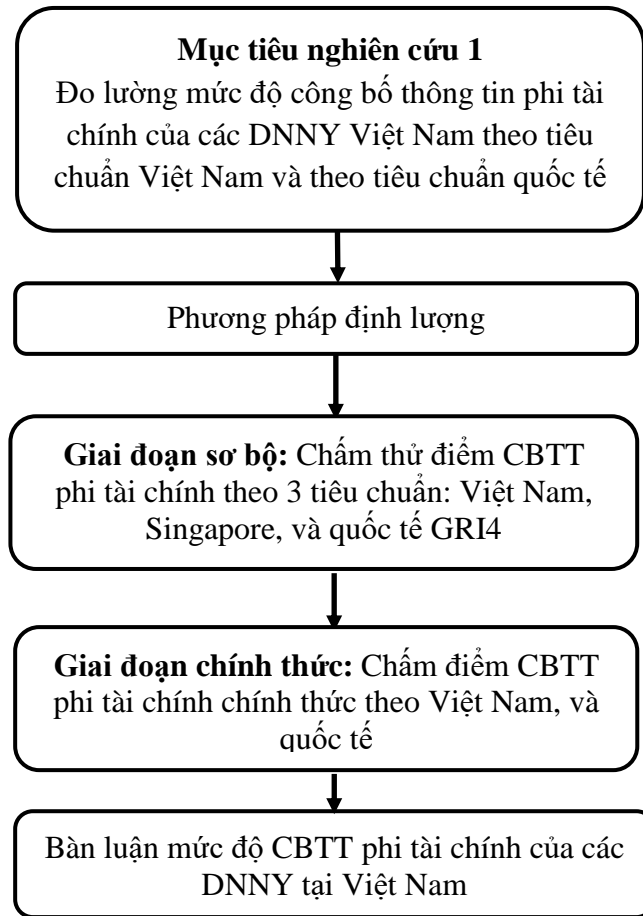 Mục tiêu nghiên cứu 1
Đo lường mức độ công bố thông tin phi tài
chính của các DNNY Việt Nam theo tiêu
chuẩn Việt Nam và theo tiêu chuẩn quốc tế
Phương pháp định lượng
Giai đoạn sơ bộ: Chấm thử điểm CBTT
phi tài chính theo 3 tiêu chuẩn: Việt Nam,
Singapore, và quốc tế GRI4
Giai đoạn chính thức: Chấm điểm CBTT
phi tài chính chính thức theo Việt Nam, và
quốc tế
Bàn luận mức độ CBTT phi tài chính của các
DNNY tại Việt Nam